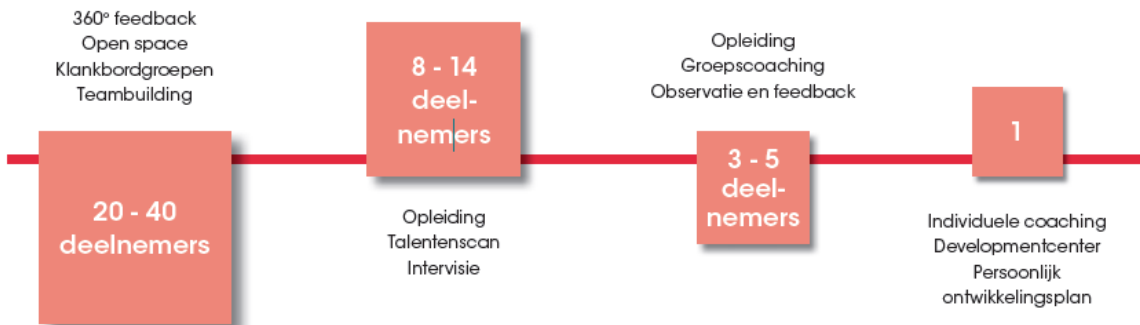 360° feedback
Open space
Klankbordgroepen
Teambuilding
20 - 40
deelnemers
8 - 14
deel-
nemers
Opleiding
Talentenscan
Intervisie
Opleiding
Groepscoaching
Observatie en feedback
3 - 5
deel-
nemers
1
Individuele coaching
Developmentcenter
Persoonlijk
ontwikkelingsplan